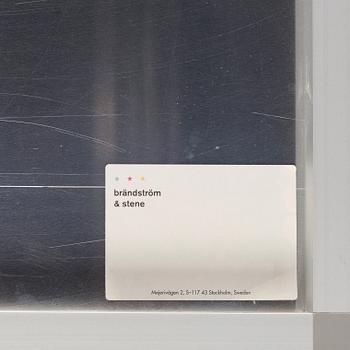 brändström
& stene
Mejerivägen 2, S-117 43 Stockholm, Sweden